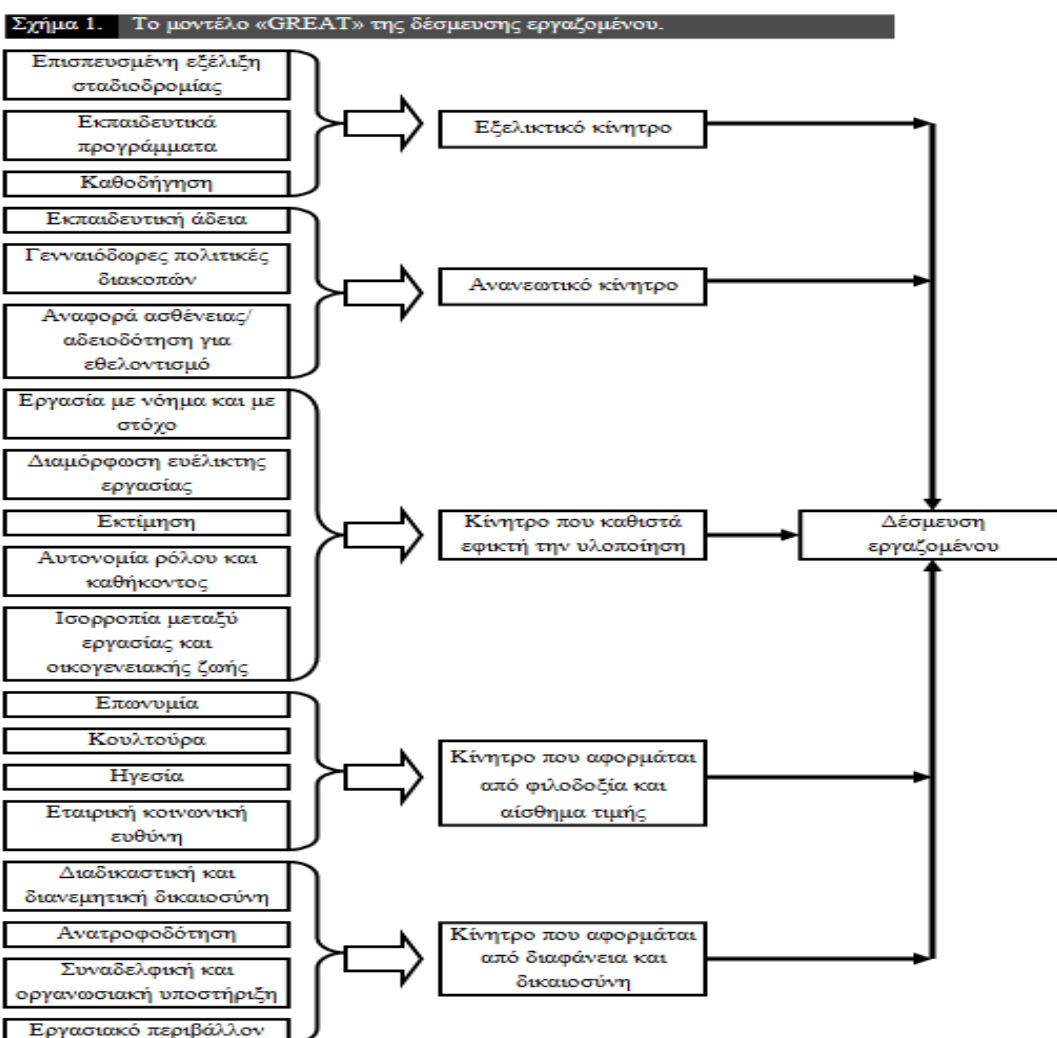 Σχήμα 1. Το μοντέλο «GREAT» της δέσμευσης εργαζομένου.
Επισπευσμένη εξέλιξη
σταδιοδρομίας
Εκπαιδευτικά
προγράμματα
Καθοδήγηση
Εξελικτικό κίνητρο
Εκπαιδευτική άδεια
Γενναιόδωρες πολιτικές
διακοπών
Αναφορά ασθένειας/
αδειοδότηση για
εθελοντισμό
Ανανεωτικό κίνητρο
Εργασία με νόημα και με
στόχο
Διαμόρφωση ευέλικτης
εργασίας
Εκτίμηση
Αυτονομία ρόλου και
καθήκοντος
Ισορροπία μεταξύ
εργασίας και
οικογενειακής ζωής
Κίνητρο που καθιστά
εφικτή την υλοποίηση
Δέσμευση
εργαζομένου
Επωνυμία
Κουλτούρα
Ηγεσία
Εταιρική κοινωνική
ευθύνη
Κίνητρο που αφορμάται
από φιλοδοξία και
αίσθημα τιμής
Διαδικαστική και
διανεμητική δικαιοσύνη
Ανατροφοδότηση
Συναδελφική και
οργανωσιακή υποστήριξη
Εργασιακό περιβάλλον
Κίνητρο που αφορμάται
από διαφάνεια και
δικαιοσύνη